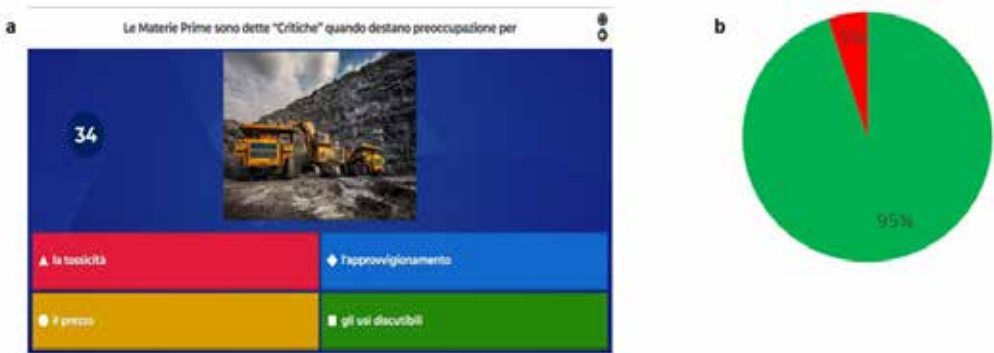 a
Le Materie Prime sono dette "Critiche" quando destano preoccupazione per
34
▲ la tossicità
◆ l'approvvigionamento
● il prezzo
■ gli usi discutibili
b
5%
95%